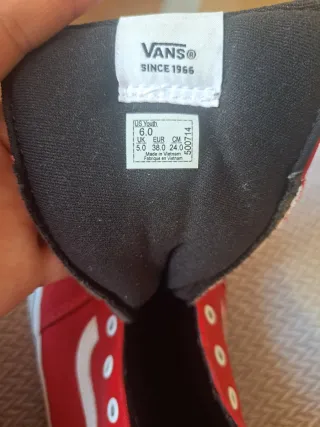 VANS®
SINCE 1966
US Youth
6.0
UK EUR CM
5.0 38.0 24.0
Made in Vietnam
Fabriqué en Vietnam
500714